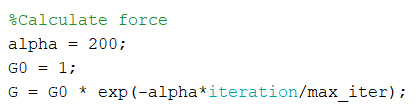 %Calculate force
alpha = 200;
G0 = 1;
G = G0 * exp(-alpha*iteration/max_iter);